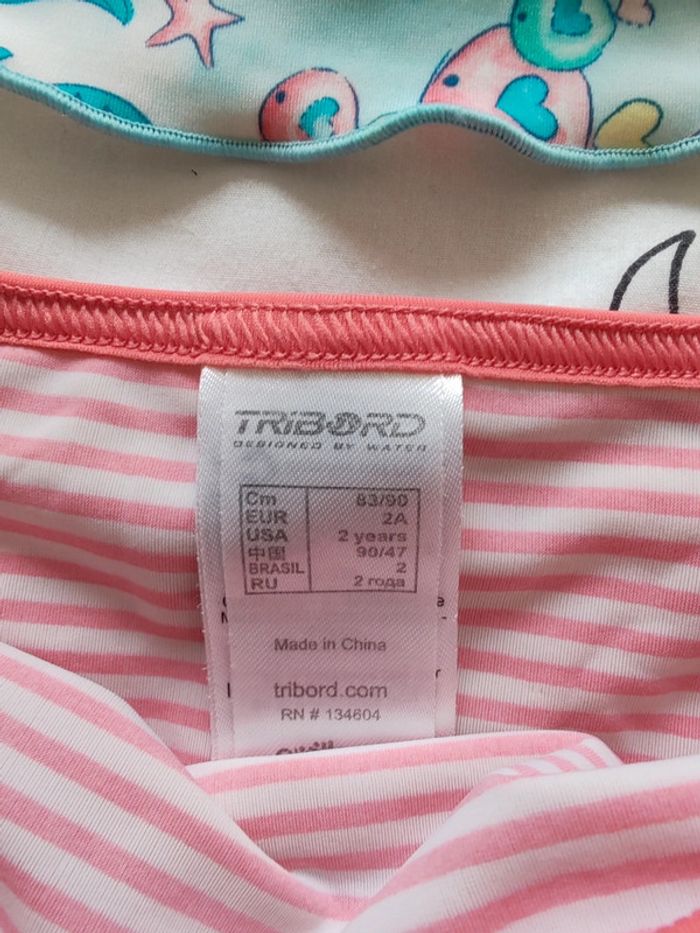 TRIBORD
DESIGNED BY WATER
Cm 83/90
EUR 2A
USA 2 years
中国 90/47
BRASIL 2
RU 2 года
Made in China
tribord.com
RN # 134604